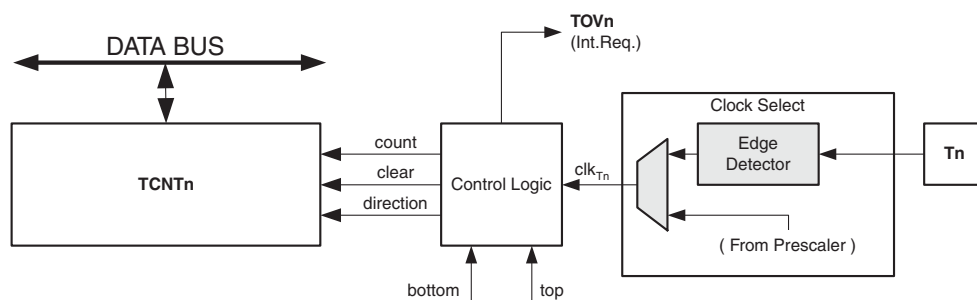 TOVn
(Int.Req.)
DATA BUS
Clock Select
TCNTn
count
clear
direction
Control Logic
clkTn
Edge
Detector
Tn
( From Prescaler )
bottom
top